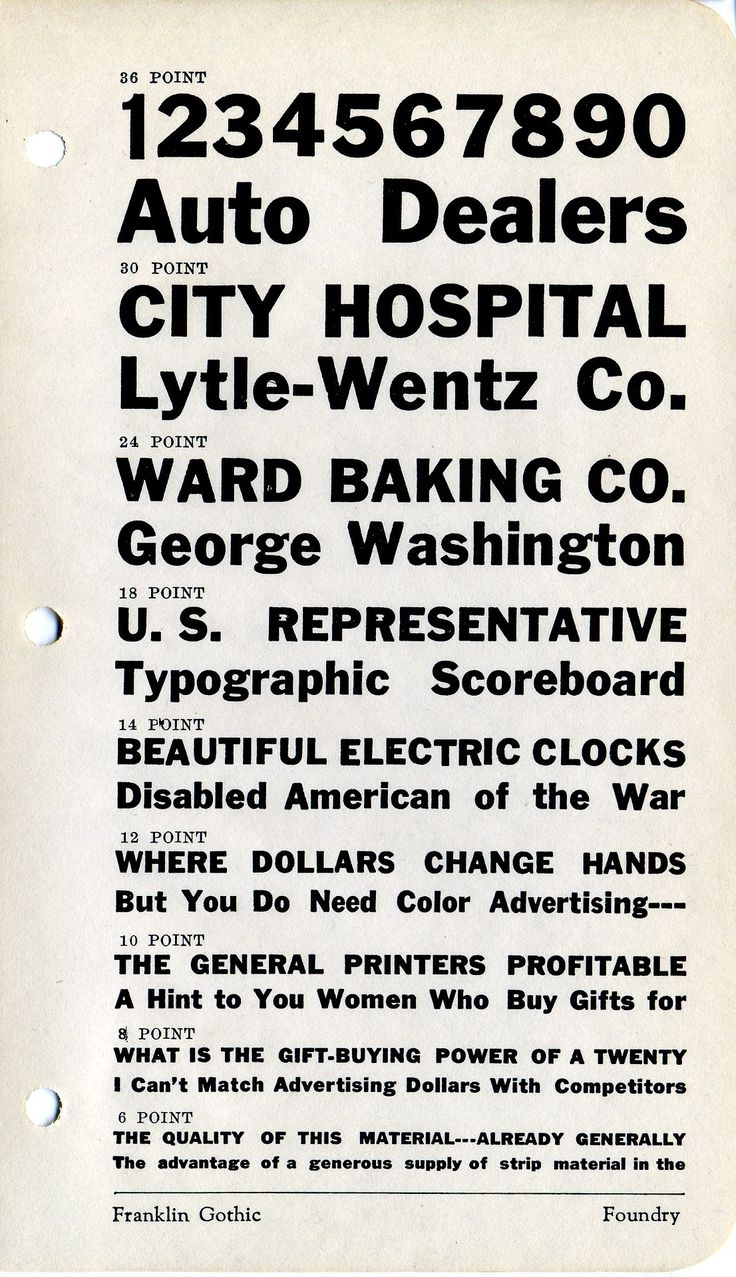 36 POINT
1234567890
Auto Dealers
30 POINT
CITY HOSPITAL
Lytle-Wentz Co.
24 POINT
WARD BAKING CO.
George Washington
18 POINT
U. S. REPRESENTATIVE
Typographic Scoreboard
14 POINT
BEAUTIFUL ELECTRIC CLOCKS
Disabled American of the War
12 POINT
WHERE DOLLARS CHANGE HANDS
But You Do Need Color Advertising---
10 POINT
THE GENERAL PRINTERS PROFITABLE
A Hint to You Women Who Buy Gifts for
8 POINT
WHAT IS THE GIFT-BUYING POWER OF A TWENTY
I Can't Match Advertising Dollars With Competitors
6 POINT
THE QUALITY OF THIS MATERIAL---ALREADY GENERALLY
The advantage of a generous supply of strip material in the
Franklin Gothic Foundry